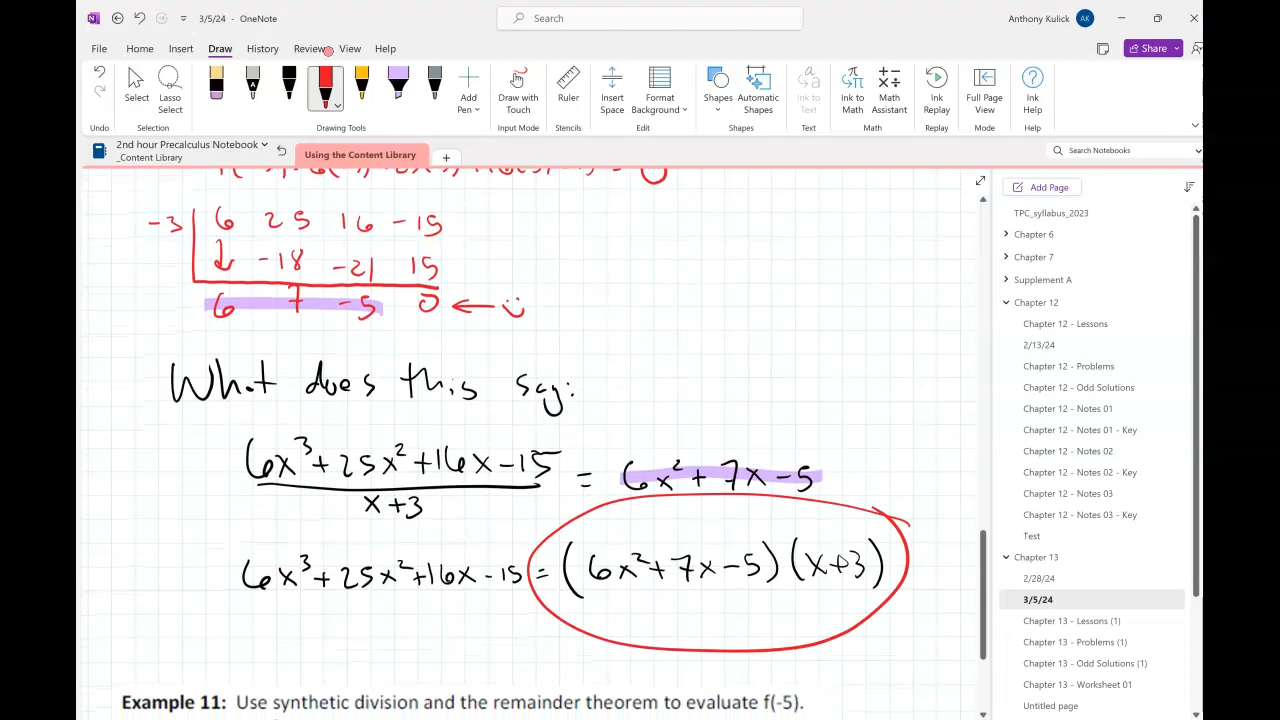 3/5/24 - OneNote
Search
Anthony Kulick
AK
File Home Insert Draw History Review View Help
Share
Undo
Select
Lasso Select
Add Pen
Draw with Touch
Ruler
Insert Space
Format Background
Shapes
Automatic Shapes
Ink to Text
Ink to Math
Math Assistant
Ink Replay
Full Page View
Ink Help
Undo Selection Drawing Tools Input Mode Stencils Edit Shapes Text Math Replay Mode Help
2nd hour Precalculus Notebook
_Content Library
Using the Content Library
Search Notebooks
-3 6 25 16 -15
-18 -21 15
6 7 -5 0
What does this say:
6x³+25x²+16x-15
x+3
= 6x²+7x-5
6x³+25x²+16x-15 = (6x²+7x-5)(x+3)
Example 11: Use synthetic division and the remainder theorem to evaluate f(-5).
Add Page
TPC_syllabus_2023
Chapter 6
Chapter 7
Supplement A
Chapter 12
Chapter 12 - Lessons
2/13/24
Chapter 12 - Problems
Chapter 12 - Odd Solutions
Chapter 12 - Notes 01
Chapter 12 - Notes 01 - Key
Chapter 12 - Notes 02
Chapter 12 - Notes 02 - Key
Chapter 12 - Notes 03
Chapter 12 - Notes 03 - Key
Test
Chapter 13
2/28/24
3/5/24
Chapter 13 - Lessons (1)
Chapter 13 - Problems (1)
Chapter 13 - Odd Solutions (1)
Chapter 13 - Worksheet 01
Untitled page